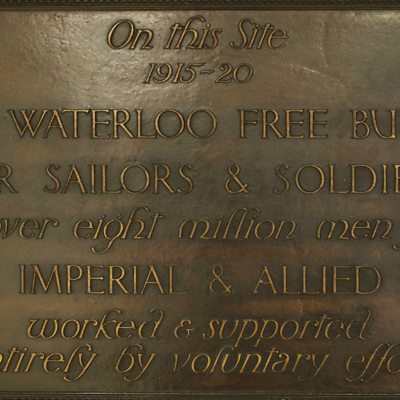 On this Site
1915-20
WATERLOO FREE BU
R SAILORS & SOLDIE
ver eight million men
IMPERIAL & ALLIED
worked & supported
ntirely by voluntary effo